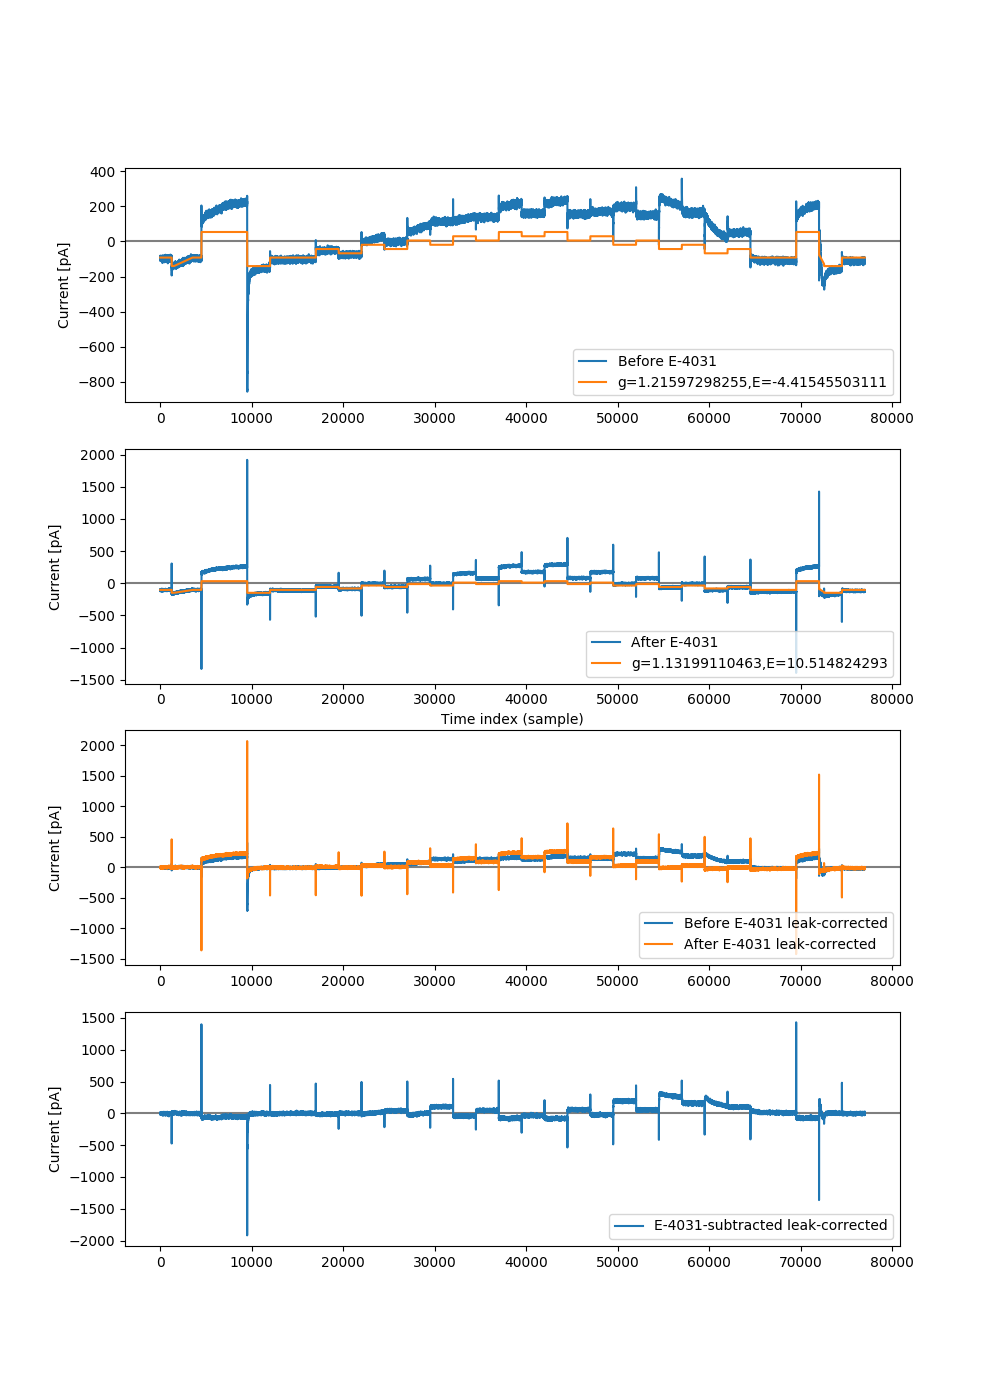 400
200
0
−200
−400
−600
−800
Current [pA]
Before E-4031
g=1.21597298255,E=-4.41545503111
0 10000 20000 30000 40000 50000 60000 70000 80000
2000
1500
1000
500
0
−500
−1000
−1500
Current [pA]
After E-4031
g=1.13199110463,E=10.514824293
0 10000 20000 30000 40000 50000 60000 70000 80000
Time index (sample)
2000
1500
1000
500
0
−500
−1000
−1500
Current [pA]
Before E-4031 leak-corrected
After E-4031 leak-corrected
0 10000 20000 30000 40000 50000 60000 70000 80000
1500
1000
500
0
−500
−1000
−1500
−2000
Current [pA]
E-4031-subtracted leak-corrected
0 10000 20000 30000 40000 50000 60000 70000 80000